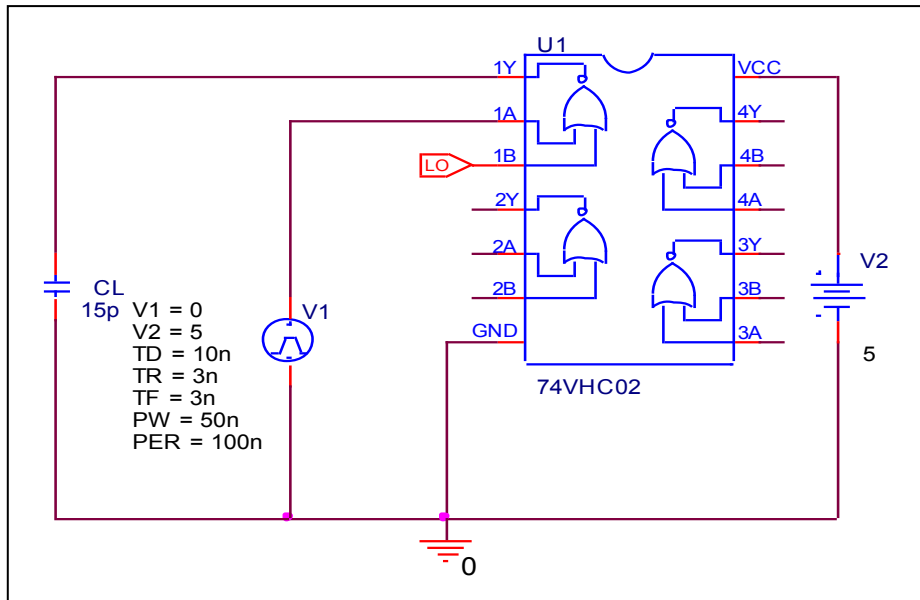 U1
1Y
1A
1B
LO
2Y
2A
2B
GND
VCC
4Y
4B
4A
3Y
3B
3A
74VHC02
CL
15p
V1 = 0
V2 = 5
TD = 10n
TR = 3n
TF = 3n
PW = 50n
PER = 100n
V1
V2
5
0